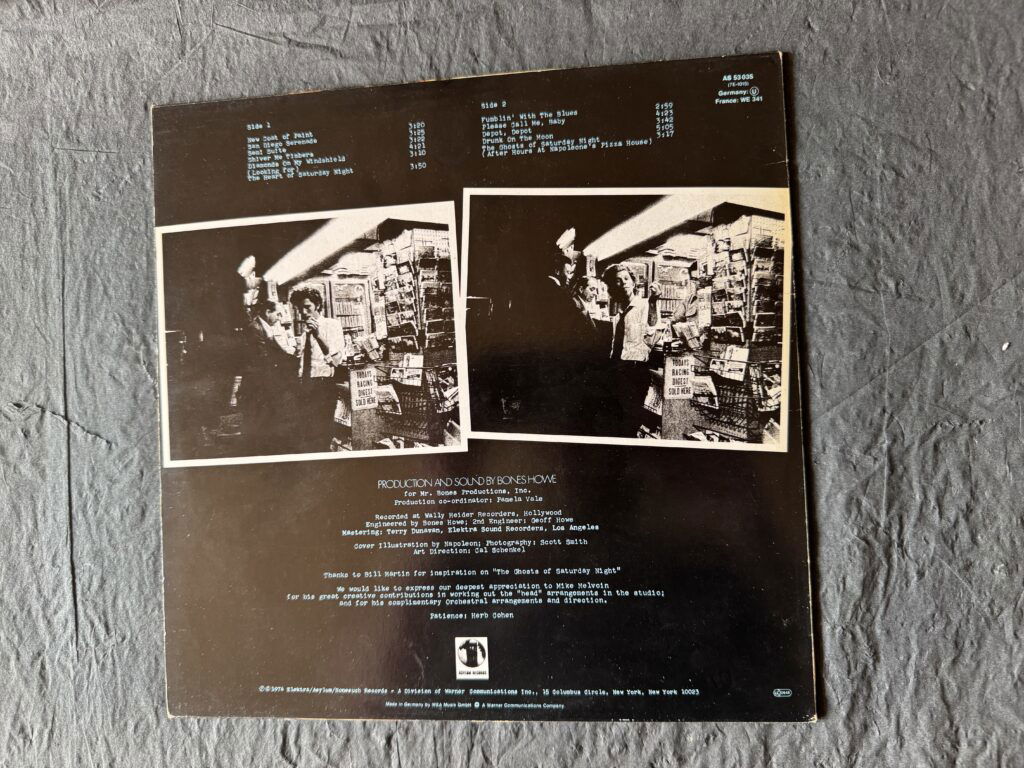 AS 53 035
(7E-1015)
Germany: U
France: WE 341
Side 1
New Coat of Paint 3:20
San Diego Serenade 3:25
Semi Suite 3:22
Shiver Me Timbers 4:21
Diamonds On My Windshield 3:10
(Looking for)
The Heart of Saturday Night 3:50
Side 2
Fumblin' With The Blues 2:59
Please Call Me, Baby 4:23
Depot, Depot 3:42
Drunk On The Moon 5:05
The Ghosts of Saturday Night 3:17
(After Hours At Napoleone's Pizza House)
TODAYS
RACING
DIGEST
SOLD HERE
TODAYS
RACING
DIGEST
SOLD HERE
PRODUCTION AND SOUND BY BONES HOWE
for Mr. Bones Productions, Inc.
Production co-ordinator: Pamela Vale
Recorded at Wally Heider Recorders, Hollywood
Engineered by Bones Howe; 2nd Engineer: Geoff Howe
Mastering: Terry Dunavan, Elektra Sound Recorders, Los Angeles
Cover Illustration by Napoleon; Photography: Scott Smith
Art Direction: Cal Schenkel
Thanks to Bill Martin for inspiration on "The Ghosts of Saturday Night"
We would like to express our deepest appreciation to Mike Melvoin
for his great creative contributions in working out the "head" arrangements in the studio;
and for his complimentary Orchestral arrangements and direction.
Patience: Herb Cohen
ASYLUM RECORDS
℗©1974 Elektra/Asylum/Nonesuch Records - A Division of Warner Communications Inc., 15 Columbus Circle, New York, New York 10023
Made in Germany by WEA Musik GmbH A Warner Communications Company